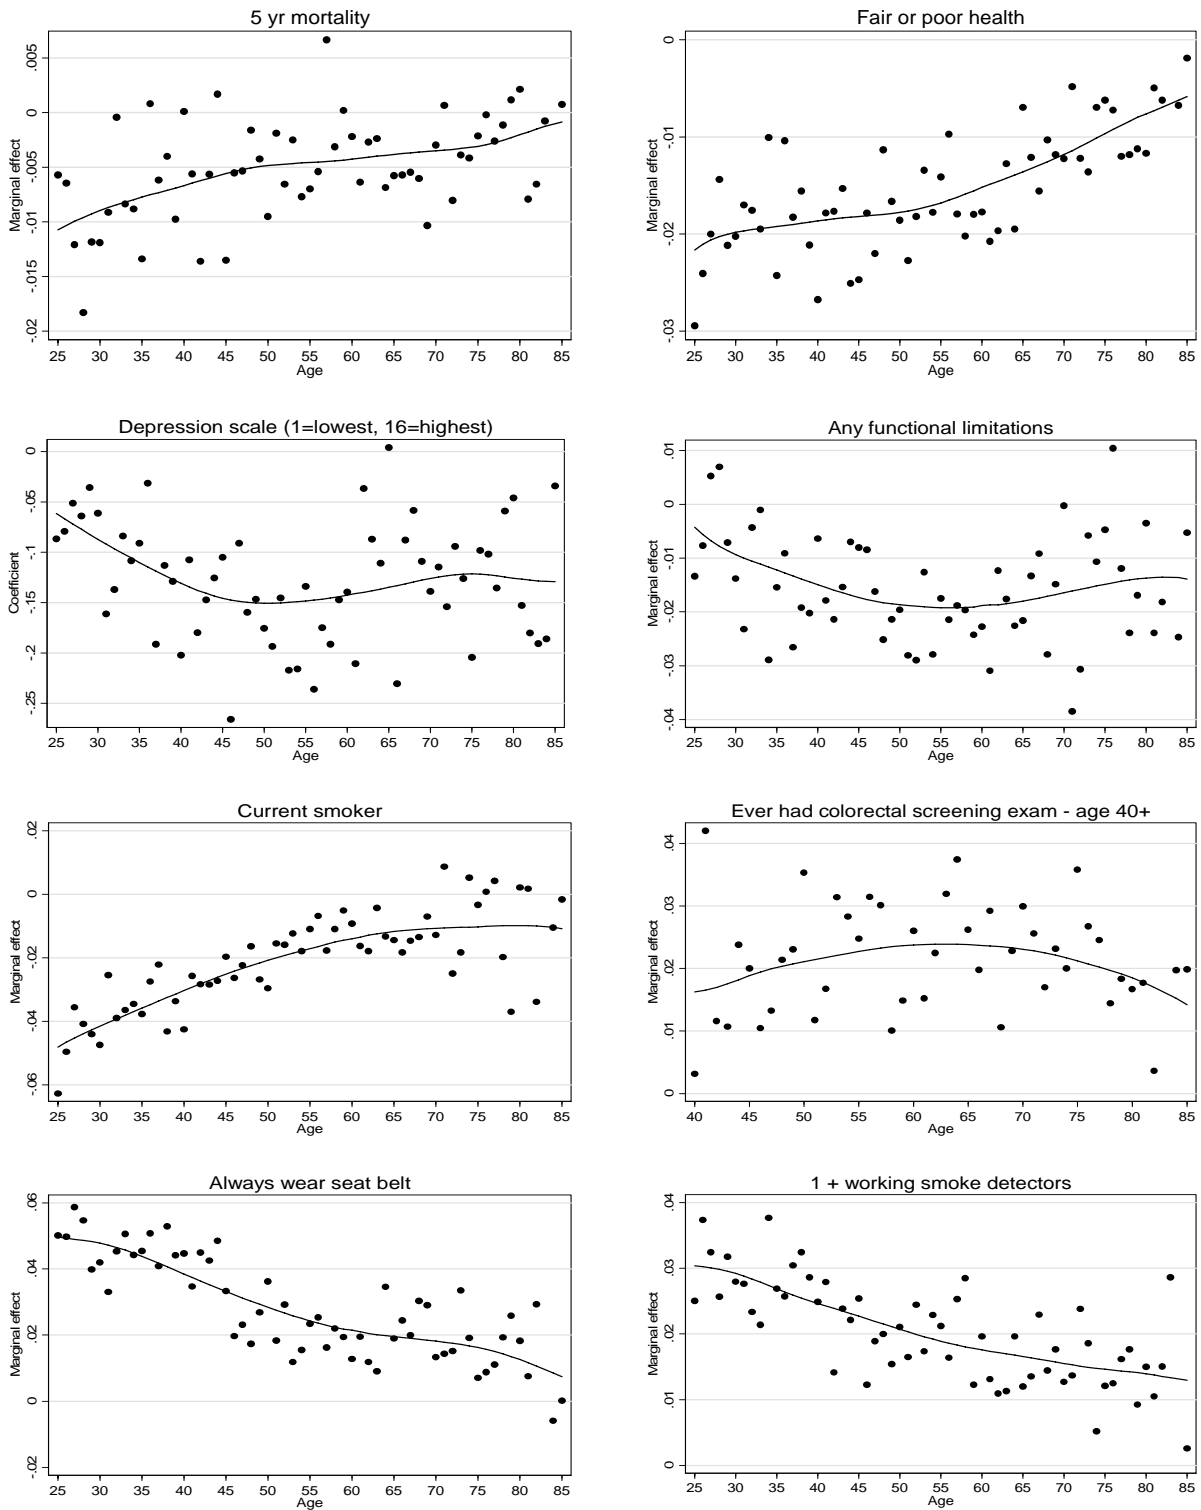 5 yr mortality
Marginal effect
.005
0
-.005
-.01
-.015
-.02
25 30 35 40 45 50 55 60 65 70 75 80 85
Age
Fair or poor health
Marginal effect
0
-.01
-.02
-.03
25 30 35 40 45 50 55 60 65 70 75 80 85
Age
Depression scale (1=lowest, 16=highest)
Coefficient
0
-.05
-.1
-.15
-.2
-.25
25 30 35 40 45 50 55 60 65 70 75 80 85
Age
Any functional limitations
Marginal effect
.01
0
-.01
-.02
-.03
-.04
25 30 35 40 45 50 55 60 65 70 75 80 85
Age
Current smoker
Marginal effect
.02
0
-.02
-.04
-.06
25 30 35 40 45 50 55 60 65 70 75 80 85
Age
Ever had colorectal screening exam - age 40+
Marginal effect
.04
.03
.02
.01
0
40 45 50 55 60 65 70 75 80 85
Age
Always wear seat belt
Marginal effect
.06
.04
.02
0
-.02
25 30 35 40 45 50 55 60 65 70 75 80 85
Age
1 + working smoke detectors
Marginal effect
.04
.03
.02
.01
0
25 30 35 40 45 50 55 60 65 70 75 80 85
Age